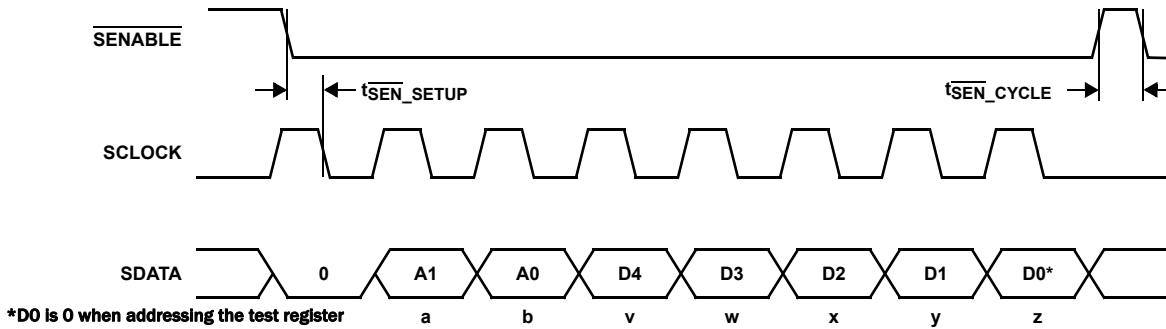 SENABLE
tSEN_SETUP
tSEN_CYCLE
SCLOCK
SDATA 0 A1 A0 D4 D3 D2 D1 D0*
*D0 is 0 when addressing the test register a b v w x y z